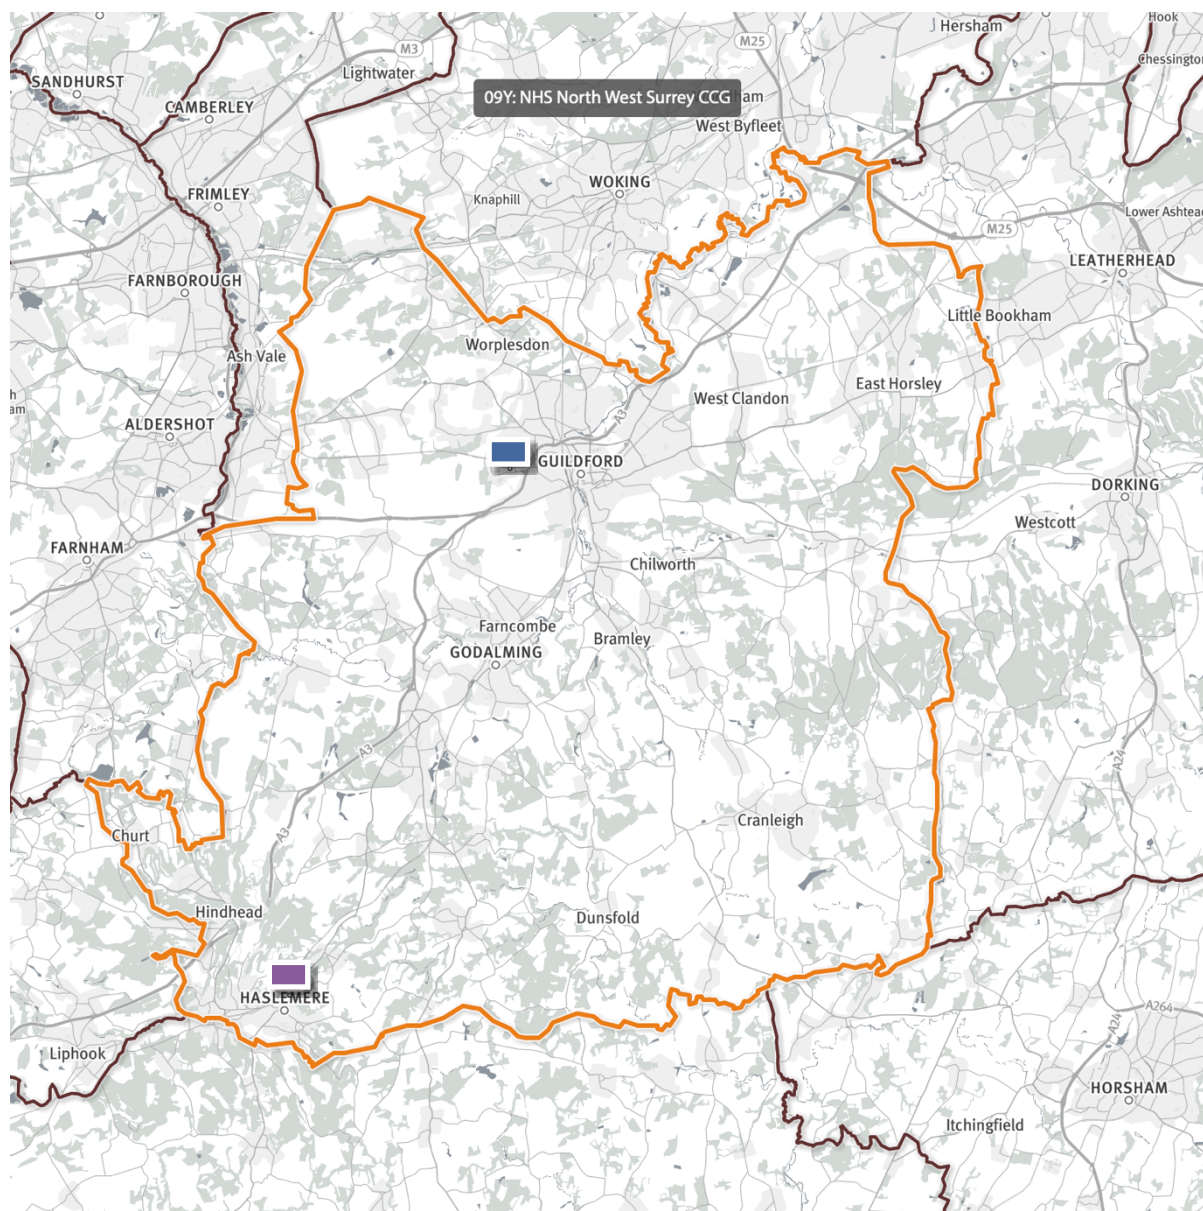 Hook
Hersham
M25
M3
Chessington
Lightwater
SANDHURST
09Y: NHS North West Surrey CCG
CAMBERLEY
West Byfleet
WOKING
FRIMLEY
Knaphill
Lower Ashtead
M25
LEATHERHEAD
FARNBOROUGH
Little Bookham
Worplesdon
Ash Vale
East Horsley
West Clandon
A3
ALDERSHOT
GUILDFORD
DORKING
Westcott
FARNHAM
Chilworth
Farncombe
Bramley
GODALMING
A3
A24
Cranleigh
A3
Churt
Hindhead
Dunsfold
HASLEMERE
A264
A24
Liphook
HORSHAM
Itchingfield